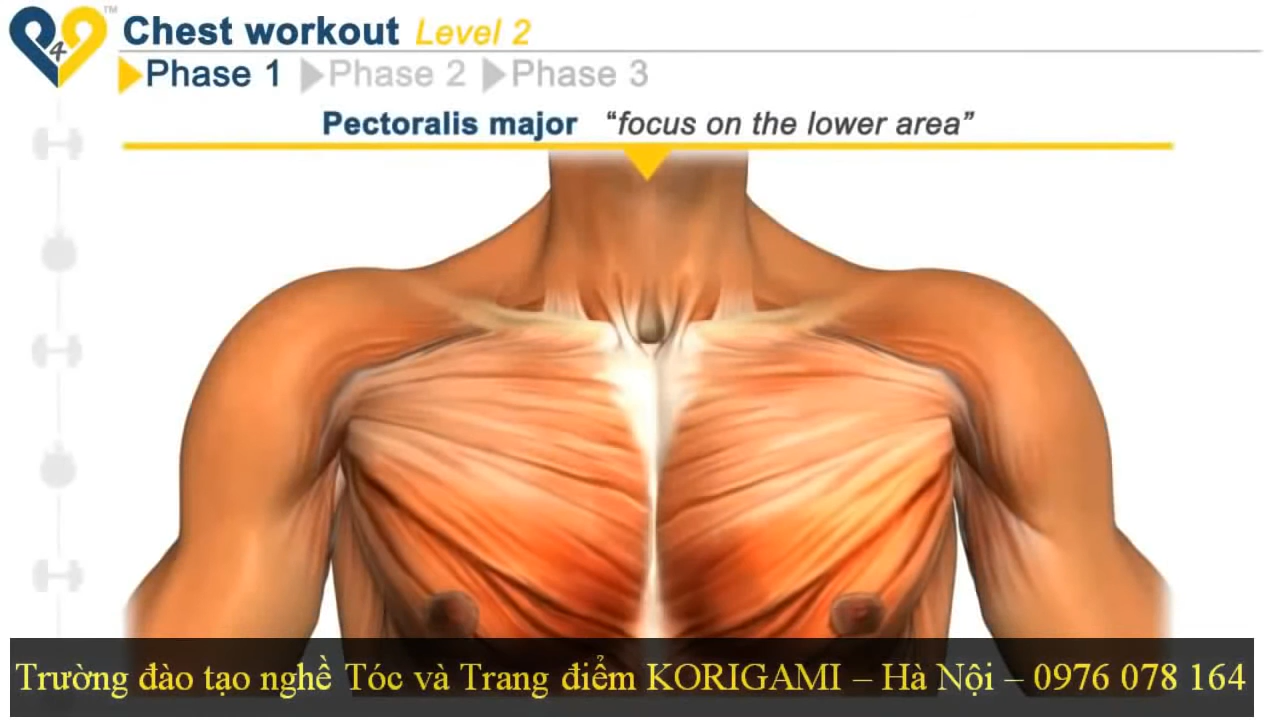 P4P™
Chest workout Level 2
Phase 1 Phase 2 Phase 3
Pectoralis major “focus on the lower area”
Trường đào tạo nghề Tóc và Trang điểm KORIGAMI – Hà Nội – 0976 078 164